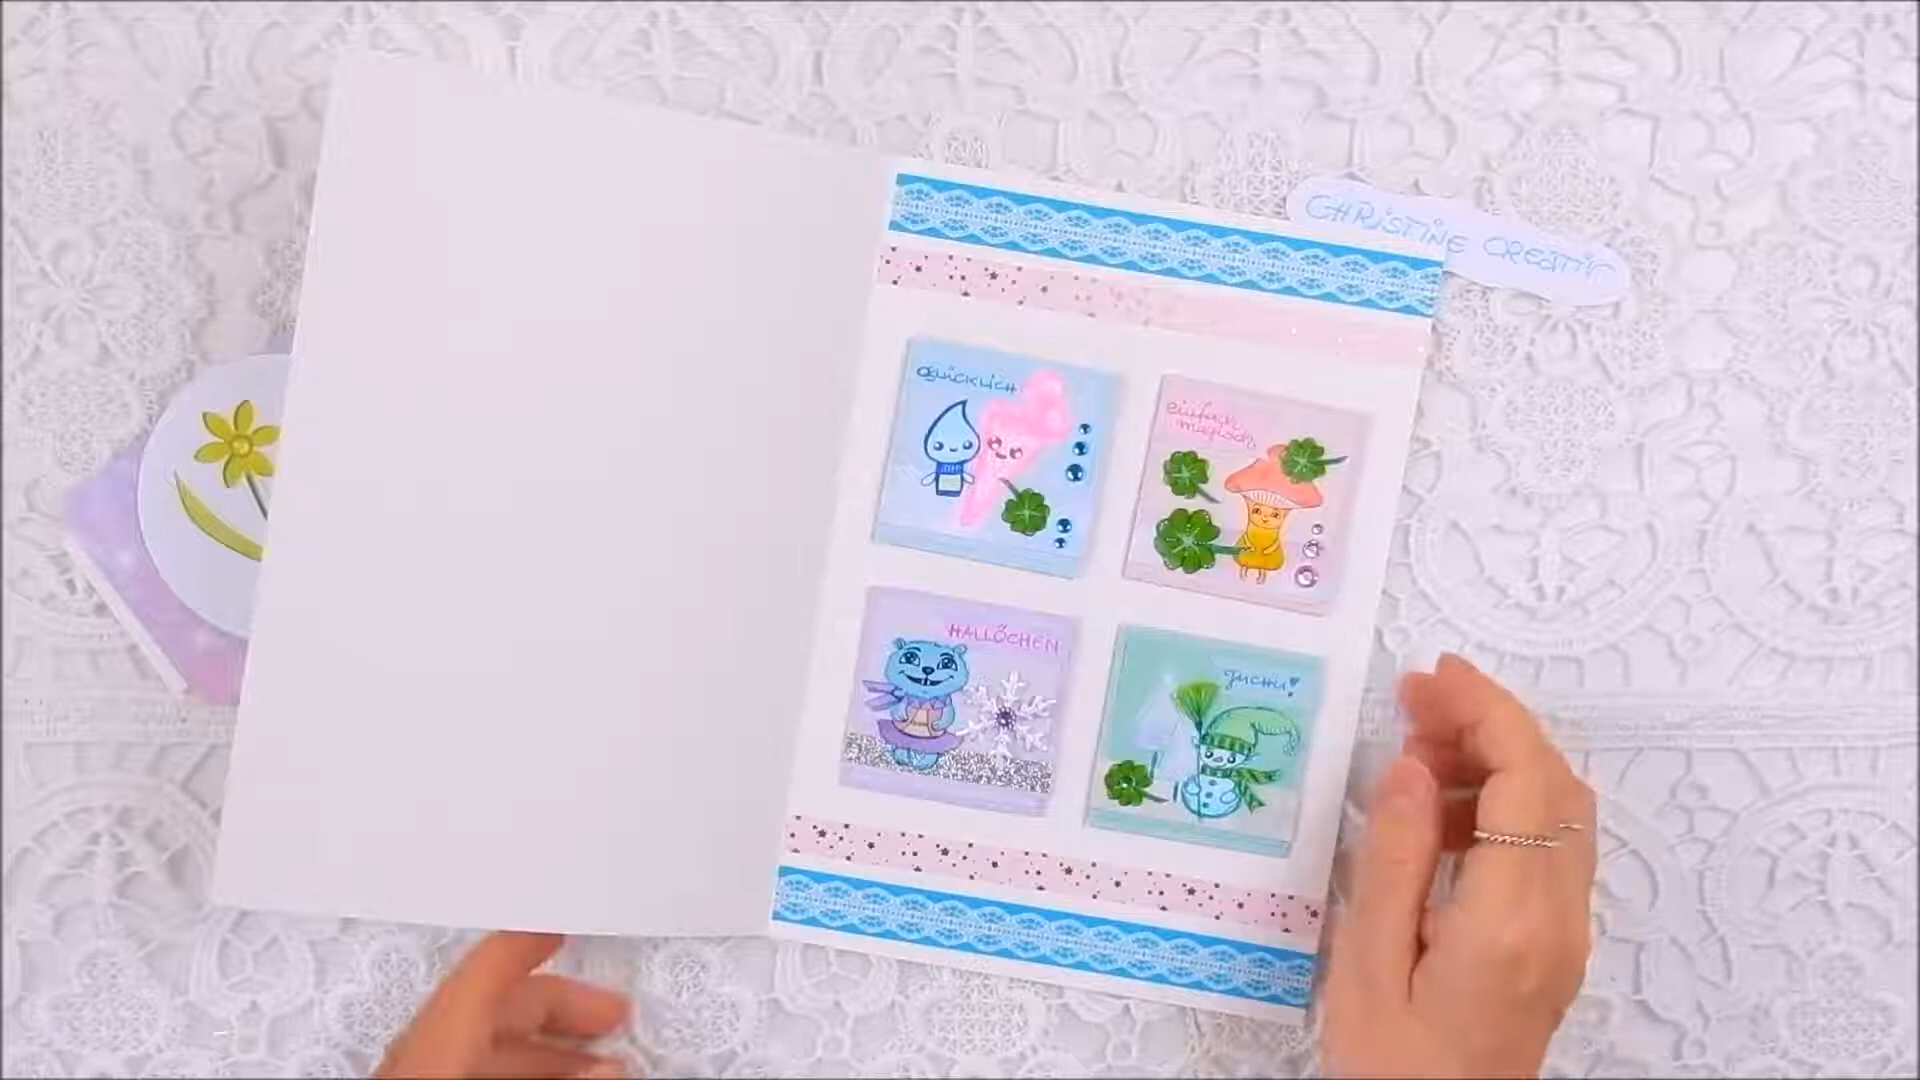 CHRISTINE CREATIV
GLÜCKLICH
einfach
magisch
HALLÖCHEN
JUCHU!